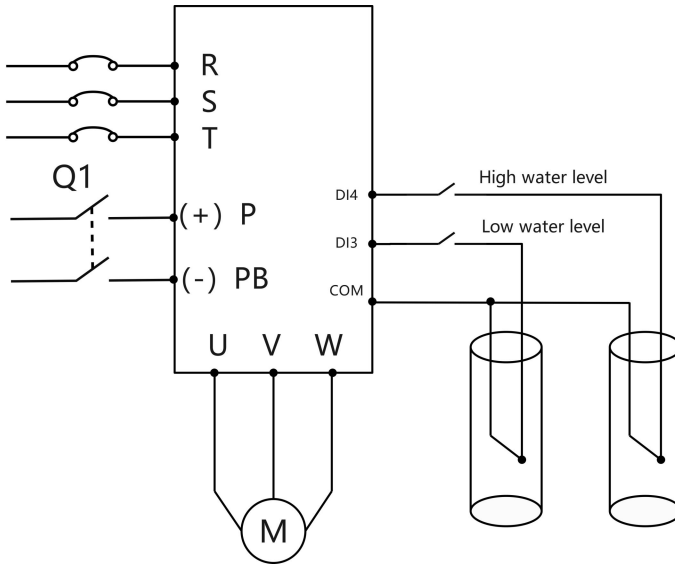 R
S
T
Q1
(+) P
(-) PB
DI4
High water level
DI3
Low water level
COM
U V W
M